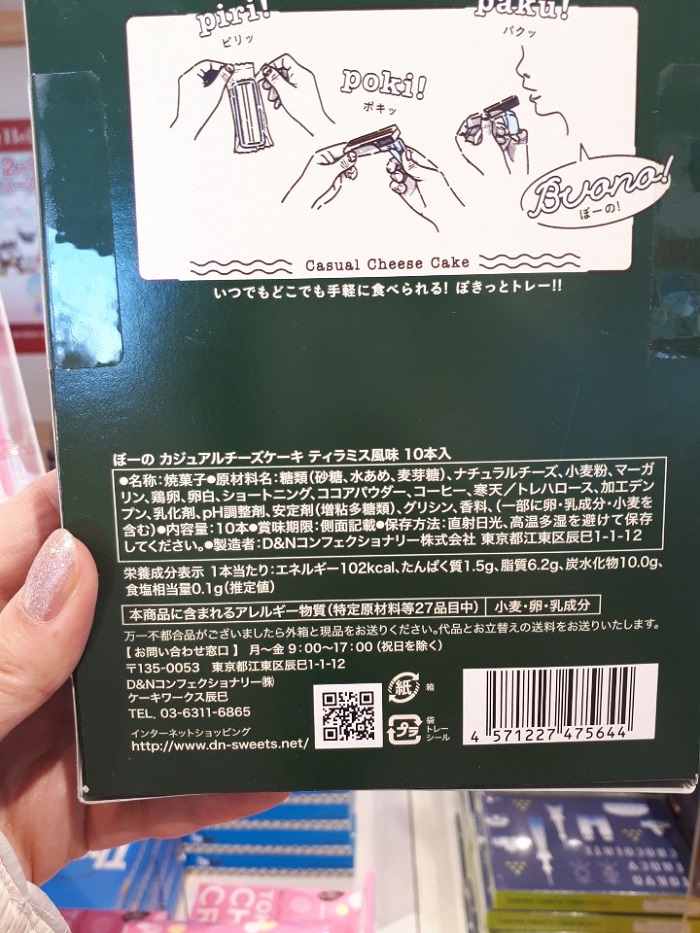 piri!
ピリッ
paku!
パクッ
poki!
ポキッ
Buono!
ぼーの!
Casual Cheese Cake
いつでもどこでも手軽に食べられる! ぽきっとトレー!!
ぼーの カジュアルチーズケーキ ティラミス風味 10本入
●名称:焼菓子●原材料名:糖類(砂糖、水あめ、麦芽糖)、ナチュラルチーズ、小麦粉、マーガ
リン、鶏卵、卵白、ショートニング、ココアパウダー、コーヒー、寒天/トレハロース、加工デン
プン、乳化剤、pH調整剤、安定剤(増粘多糖類)、グリシン、香料、(一部に卵・乳成分・小麦を
含む)●内容量:10本●賞味期限:側面記載●保存方法:直射日光、高温多湿を避けて保存
してください。●製造者:D&Nコンフェクショナリー株式会社 東京都江東区辰巳1-1-12
栄養成分表示 1本当たり:エネルギー102kcal、たんぱく質1.5g、脂質6.2g、炭水化物10.0g、
食塩相当量0.1g(推定値)
本商品に含まれるアレルギー物質(特定原材料等27品目中) 小麦・卵・乳成分
万一不都合品がございましたら外箱と現品をお送りください。代品とお立替えの送料をお送りいたします。
【お問い合わせ窓口】 月〜金 9:00〜17:00 (祝日を除く)
〒135-0053 東京都江東区辰巳1-1-12
D&Nコンフェクショナリー㈱
ケーキワークス辰巳
TEL. 03-6311-6865
インターネットショッピング
http://www.dn-sweets.net/
紙
箱
プラ
袋
トレー
シール
4 571227 475644